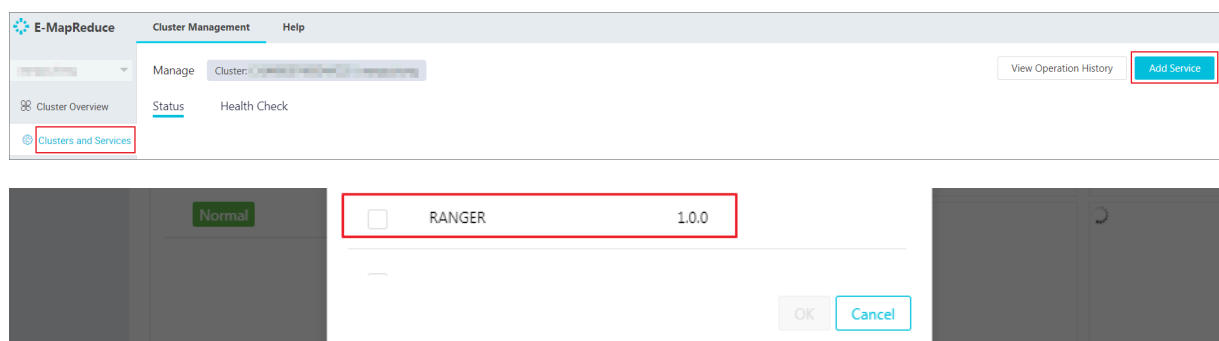 E-MapReduce Cluster Management Help
Manage Cluster: View Operation History Add Service
Cluster Overview Status Health Check
Clusters and Services
Normal RANGER 1.0.0
OK Cancel